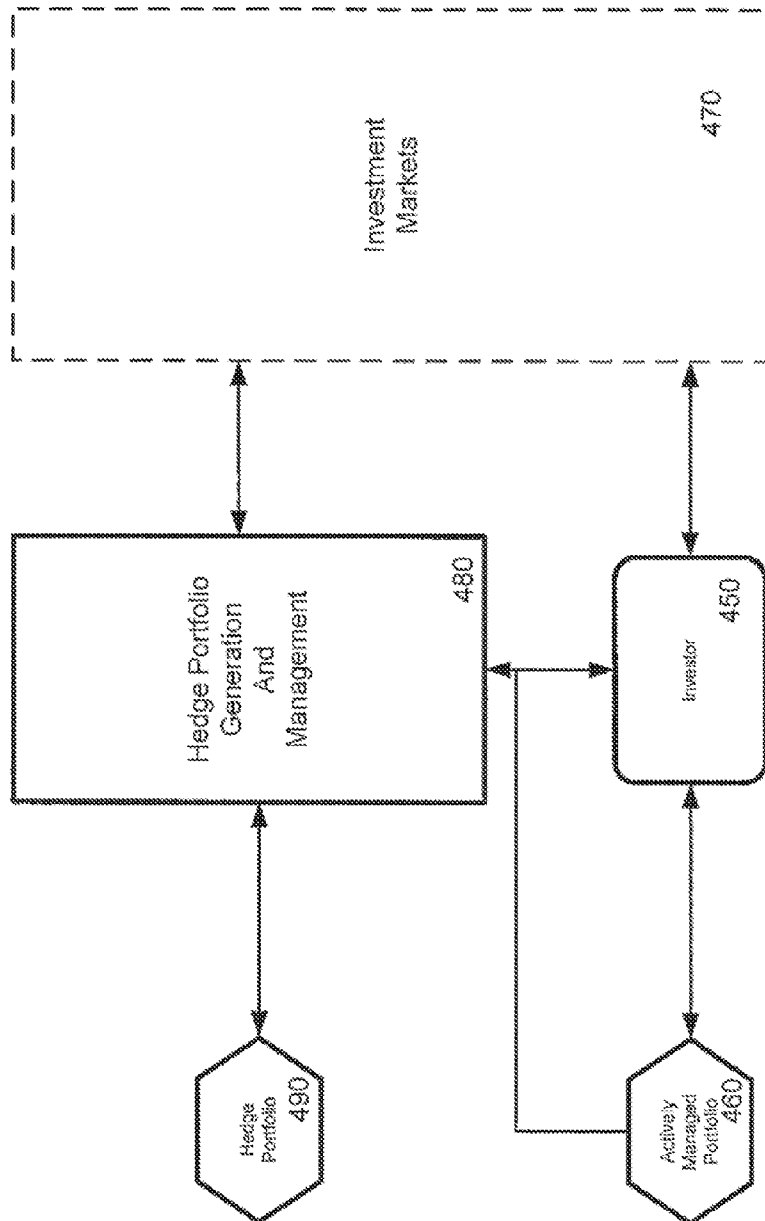 Investment
Markets
470
Hedge Portfolio
Generation
And
Management
480
Investor
450
Hedge
Portfolio
490
Actively
Managed
Portfolio
460